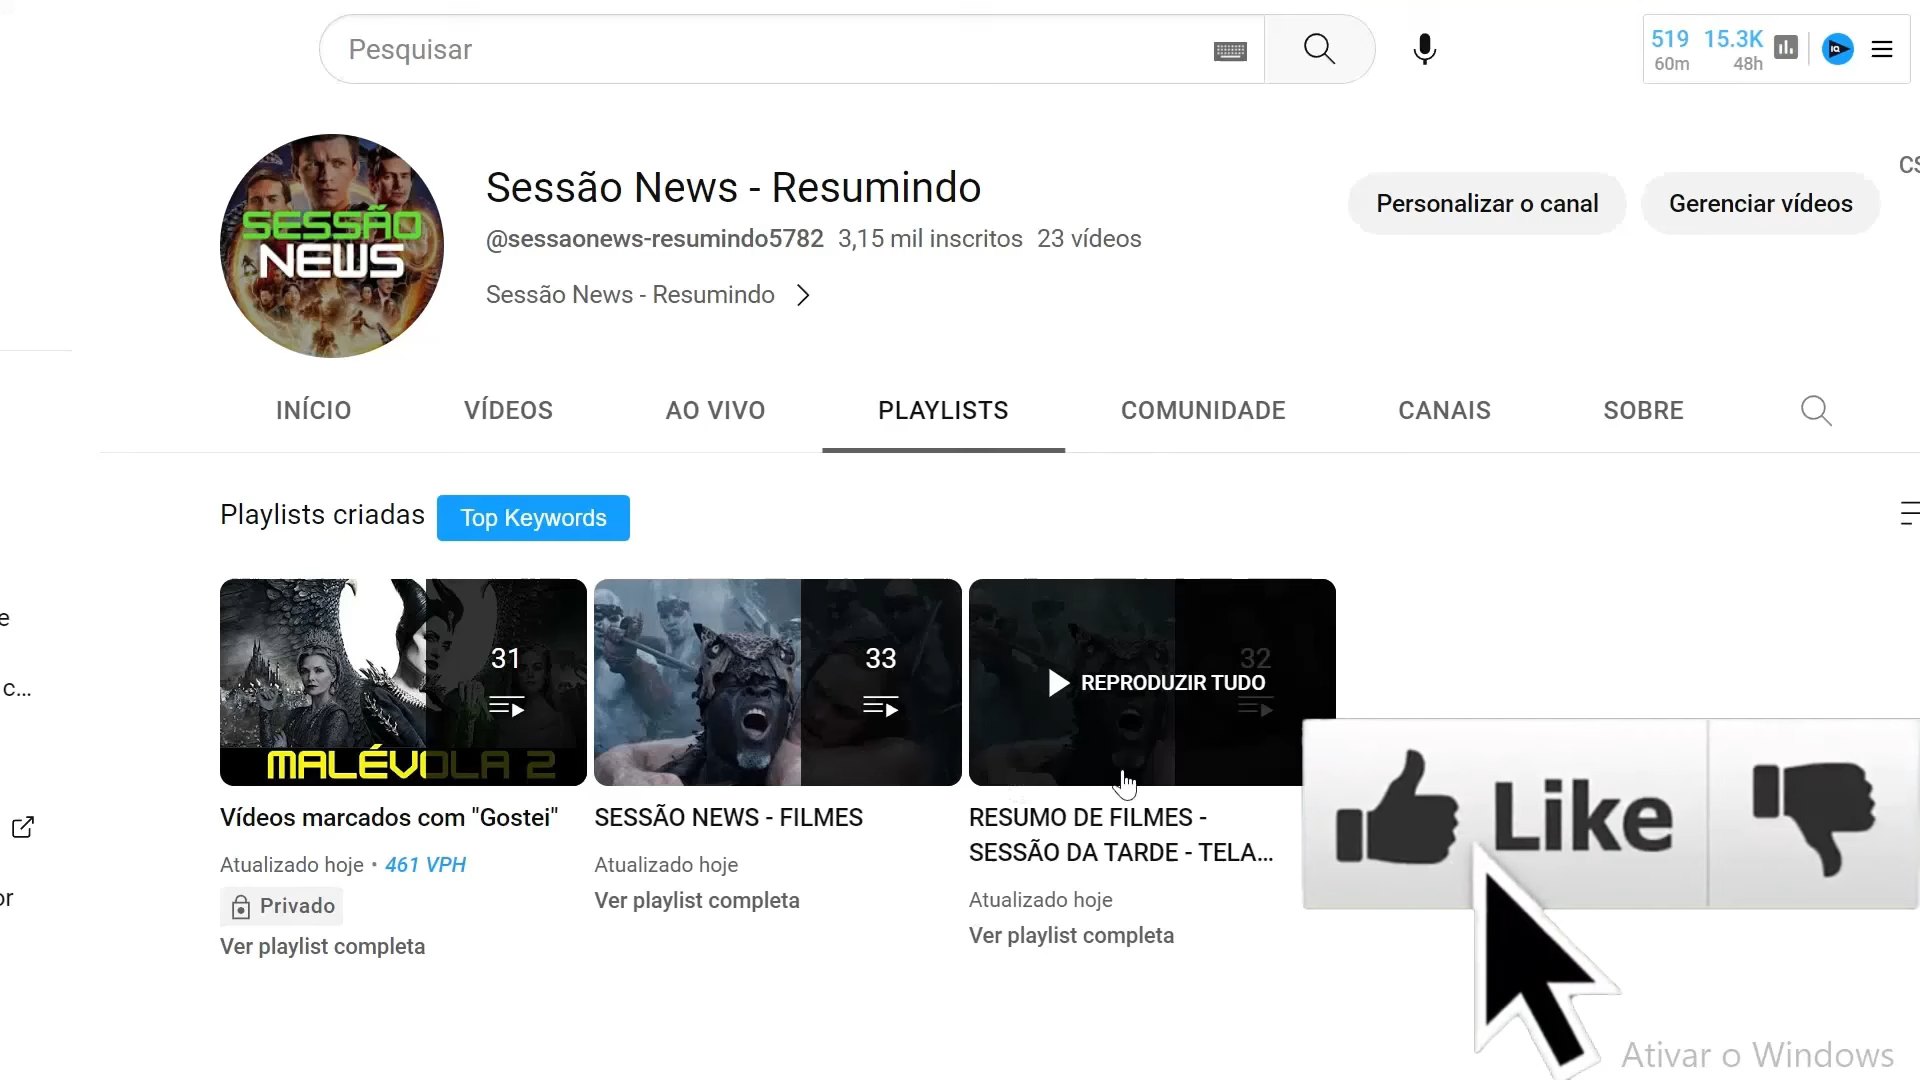 Pesquisar
519 15.3K
60m 48h
IQ
SESSÃO
NEWS
Sessão News - Resumindo
@sessaonews-resumindo5782 3,15 mil inscritos 23 vídeos
Sessão News - Resumindo
Personalizar o canal
Gerenciar vídeos
INÍCIO VÍDEOS AO VIVO PLAYLISTS COMUNIDADE CANAIS SOBRE
Playlists criadas Top Keywords
31
MALÉVOLA 2
33
32
REPRODUZIR TUDO
Vídeos marcados com "Gostei"
Atualizado hoje • 461 VPH
Privado
Ver playlist completa
SESSÃO NEWS - FILMES
Atualizado hoje
Ver playlist completa
RESUMO DE FILMES -
SESSÃO DA TARDE - TELA...
Atualizado hoje
Ver playlist completa
Like
Ativar o Windows